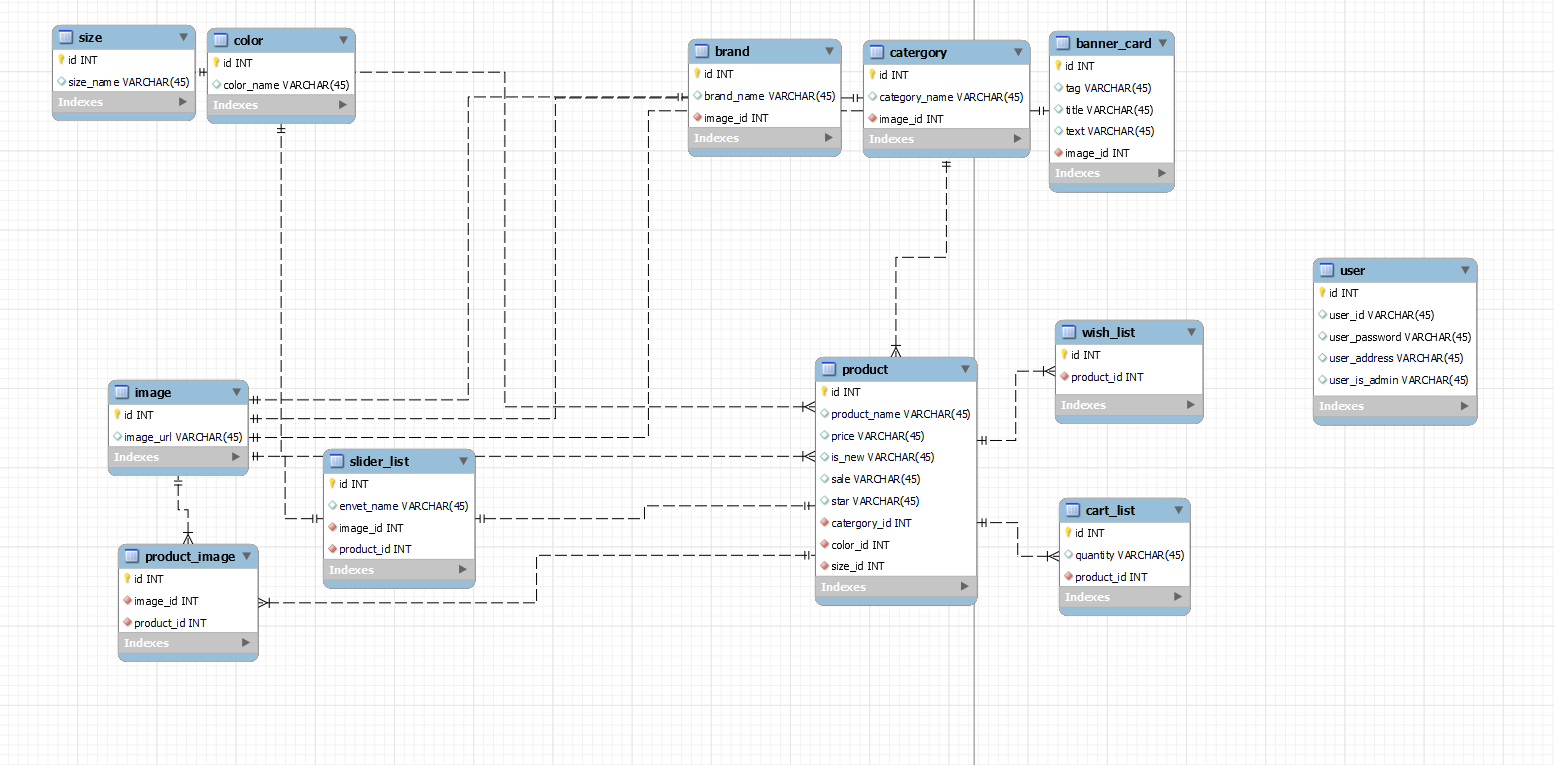 size
id INT
size_name VARCHAR(45)
Indexes
color
id INT
color_name VARCHAR(45)
Indexes
brand
id INT
brand_name VARCHAR(45)
image_id INT
Indexes
catergory
id INT
category_name VARCHAR(45)
image_id INT
Indexes
banner_card
id INT
tag VARCHAR(45)
title VARCHAR(45)
text VARCHAR(45)
image_id INT
Indexes
user
id INT
user_id VARCHAR(45)
user_password VARCHAR(45)
user_address VARCHAR(45)
user_is_admin VARCHAR(45)
Indexes
wish_list
id INT
product_id INT
Indexes
product
id INT
product_name VARCHAR(45)
price VARCHAR(45)
is_new VARCHAR(45)
sale VARCHAR(45)
star VARCHAR(45)
catergory_id INT
color_id INT
size_id INT
Indexes
image
id INT
image_url VARCHAR(45)
Indexes
slider_list
id INT
envet_name VARCHAR(45)
image_id INT
product_id INT
Indexes
cart_list
id INT
quantity VARCHAR(45)
product_id INT
Indexes
product_image
id INT
image_id INT
product_id INT
Indexes